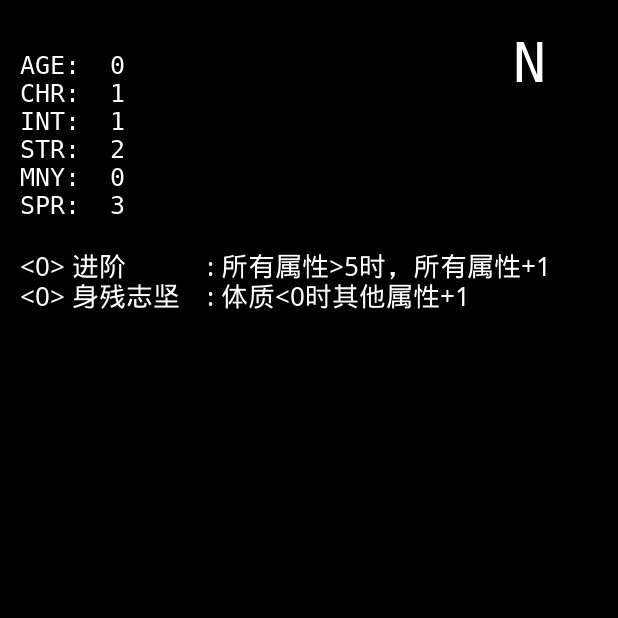 N
AGE: 0
CHR: 1
INT: 1
STR: 2
MNY: 0
SPR: 3
<0> 进阶 : 所有属性>5时，所有属性+1
<0> 身残志坚 : 体质<0时其他属性+1